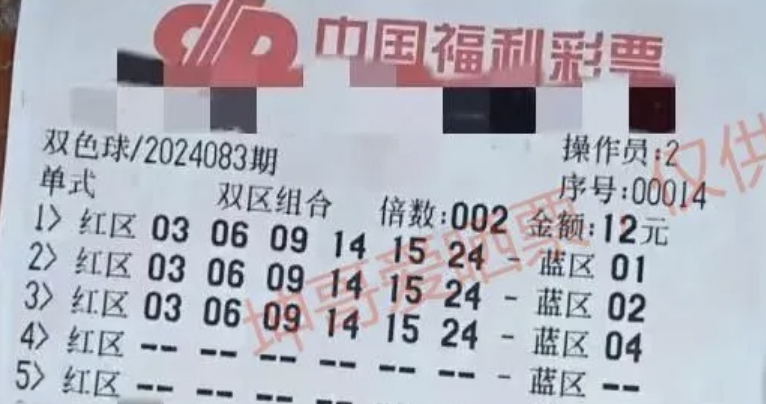 中国福利彩票
双色球/2024083期 操作员:2
单式 双区组合 序号:00014
倍数:002 金额:12元
1> 红区 03 06 09 14 15 24 - 蓝区 01
2> 红区 03 06 09 14 15 24 - 蓝区 02
3> 红区 03 06 09 14 15 24 - 蓝区 04
4> 红区 -- -- -- -- -- -- - 蓝区 --
5> 红区 -- -- -- -- -- --
坤哥爱晒票 仅供